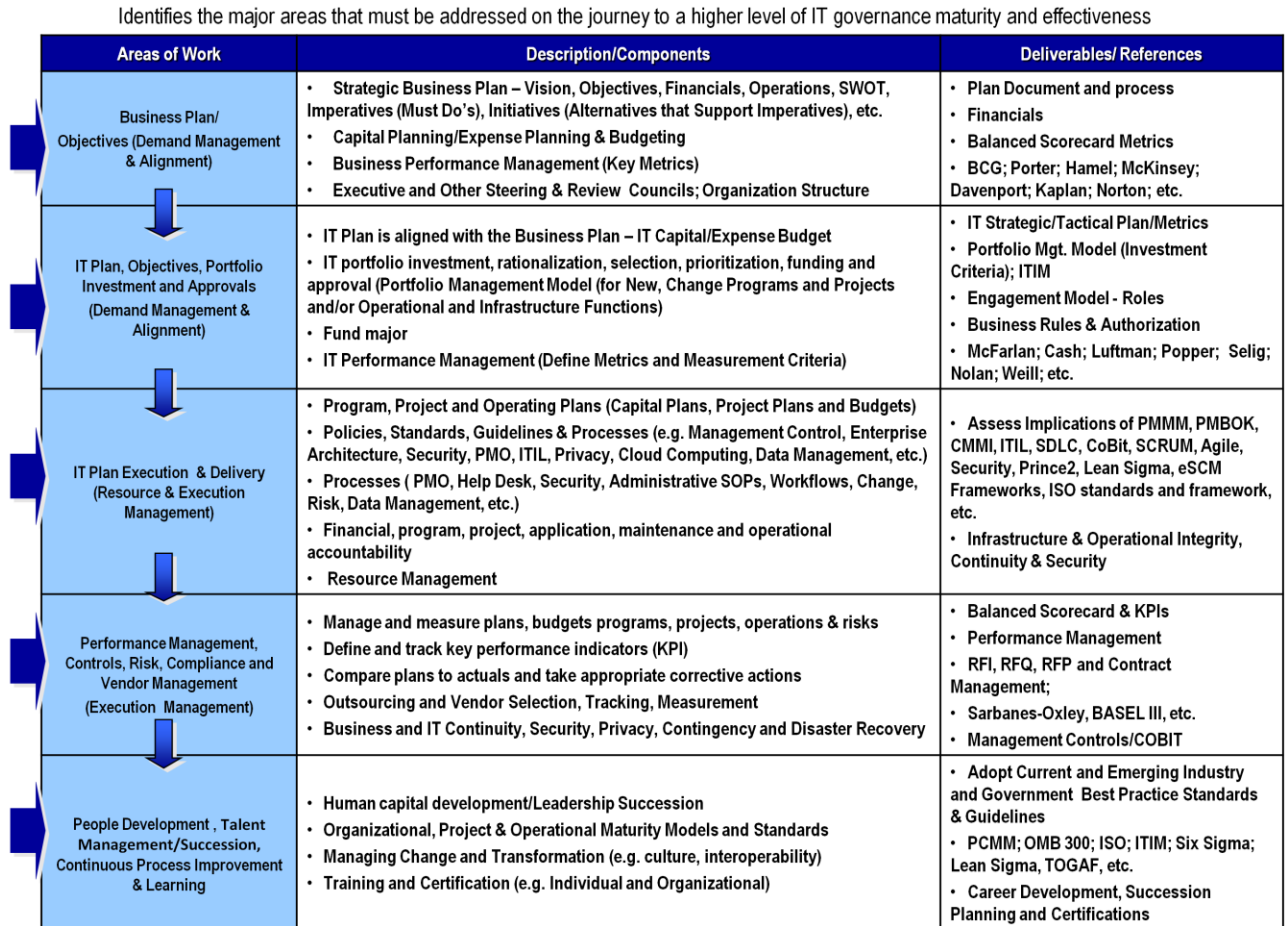 Identifies the major areas that must be addressed on the journey to a higher level of IT governance maturity and effectiveness
Areas of Work
Description/Components
Deliverables/ References
Business Plan/
Objectives (Demand Management
& Alignment)
• Strategic Business Plan – Vision, Objectives, Financials, Operations, SWOT,
Imperatives (Must Do's), Initiatives (Alternatives that Support Imperatives), etc.
• Capital Planning/Expense Planning & Budgeting
• Business Performance Management (Key Metrics)
• Executive and Other Steering & Review Councils; Organization Structure
• Plan Document and process
• Financials
• Balanced Scorecard Metrics
• BCG; Porter; Hamel; McKinsey;
Davenport; Kaplan; Norton; etc.
IT Plan, Objectives, Portfolio
Investment and Approvals
(Demand Management &
Alignment)
• IT Plan is aligned with the Business Plan – IT Capital/Expense Budget
• IT portfolio investment, rationalization, selection, prioritization, funding and
approval (Portfolio Management Model (for New, Change Programs and Projects
and/or Operational and Infrastructure Functions)
• Fund major
• IT Performance Management (Define Metrics and Measurement Criteria)
• IT Strategic/Tactical Plan/Metrics
• Portfolio Mgt. Model (Investment
Criteria); ITIM
• Engagement Model - Roles
• Business Rules & Authorization
• McFarlan; Cash; Luftman; Popper; Selig;
Nolan; Weill; etc.
IT Plan Execution & Delivery
(Resource & Execution
Management)
• Program, Project and Operating Plans (Capital Plans, Project Plans and Budgets)
• Policies, Standards, Guidelines & Processes (e.g. Management Control, Enterprise
Architecture, Security, PMO, ITIL, Privacy, Cloud Computing, Data Management, etc.)
• Processes ( PMO, Help Desk, Security, Administrative SOPs, Workflows, Change,
Risk, Data Management, etc.)
• Financial, program, project, application, maintenance and operational
accountability
• Resource Management
• Assess Implications of PMMM, PMBOK,
CMMI, ITIL, SDLC, CoBit, SCRUM, Agile,
Security, Prince2, Lean Sigma, eSCM
Frameworks, ISO standards and framework,
etc.
• Infrastructure & Operational Integrity,
Continuity & Security
Performance Management,
Controls, Risk, Compliance and
Vendor Management
(Execution Management)
• Manage and measure plans, budgets programs, projects, operations & risks
• Define and track key performance indicators (KPI)
• Compare plans to actuals and take appropriate corrective actions
• Outsourcing and Vendor Selection, Tracking, Measurement
• Business and IT Continuity, Security, Privacy, Contingency and Disaster Recovery
• Balanced Scorecard & KPIs
• Performance Management
• RFI, RFQ, RFP and Contract
Management;
• Sarbanes-Oxley, BASEL III, etc.
• Management Controls/COBIT
People Development , Talent
Management/Succession,
Continuous Process Improvement
& Learning
• Human capital development/Leadership Succession
• Organizational, Project & Operational Maturity Models and Standards
• Managing Change and Transformation (e.g. culture, interoperability)
• Training and Certification (e.g. Individual and Organizational)
• Adopt Current and Emerging Industry
and Government Best Practice Standards
& Guidelines
• PCMM; OMB 300; ISO; ITIM; Six Sigma;
Lean Sigma, TOGAF, etc.
• Career Development, Succession
Planning and Certifications